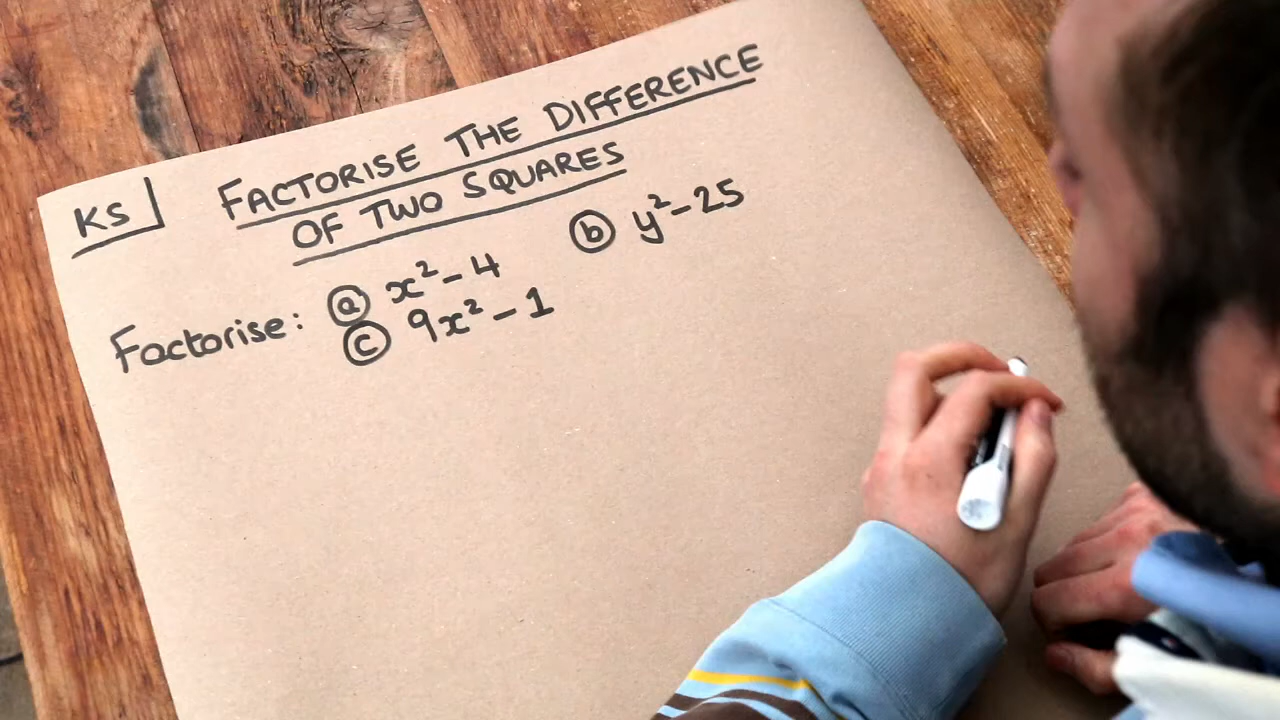 KS
FACTORISE THE DIFFERENCE
OF TWO SQUARES
Factorise: (a) x² - 4 (b) y² - 25
(c) 9x² - 1